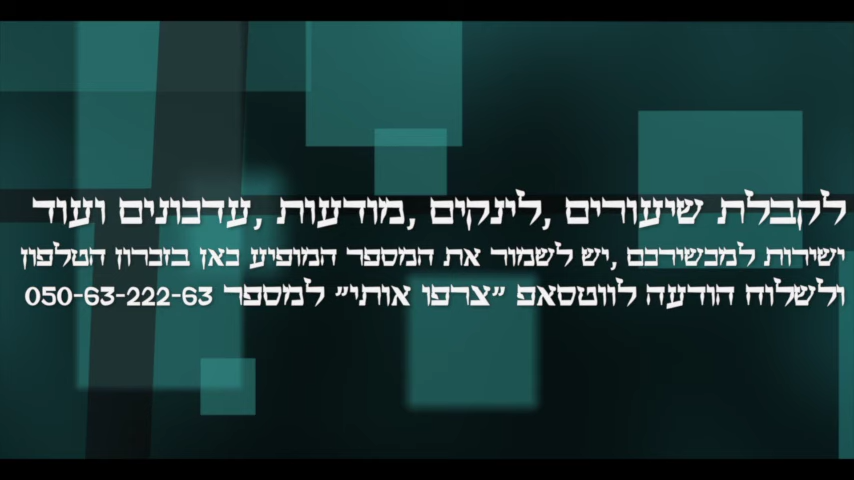 לקבלת שיעורים ,לינקים ,מודעות ,עדכונים ועוד
ישירות למכשירכם ,יש לשמור את המספר המופיע כאן בזכרון הטלפון
ולשלוח הודעה לווטסאפ "צרפו אותי" למספר 050-63-222-63